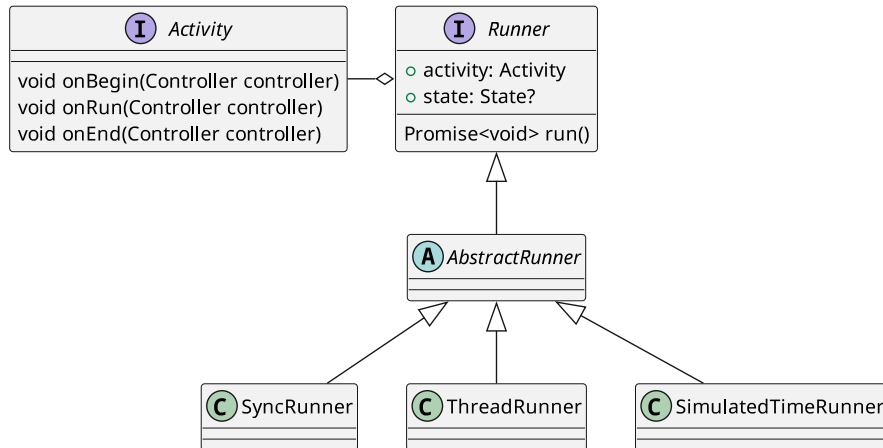 I Activity
void onBegin(Controller controller)
void onRun(Controller controller)
void onEnd(Controller controller)
I Runner
activity: Activity
state: State?
Promise<void> run()
A AbstractRunner
C SyncRunner
C ThreadRunner
C SimulatedTimeRunner